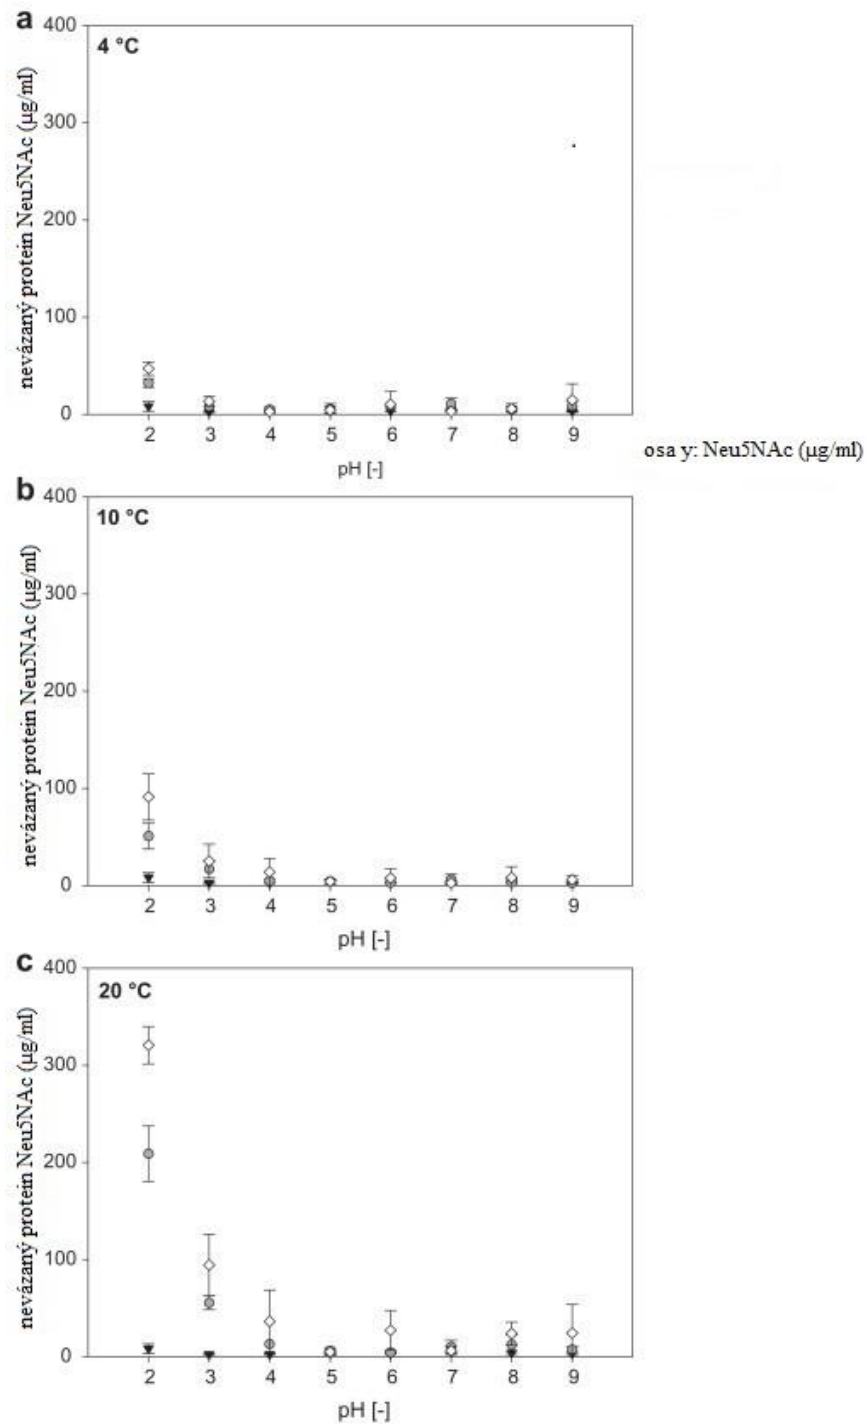 a
4 °C
nevázaný protein Neu5NAc (µg/ml)
400
300
200
100
0
2 3 4 5 6 7 8 9
pH [-]
osa y: Neu5NAc (µg/ml)
b
10 °C
nevázaný protein Neu5NAc (µg/ml)
400
300
200
100
0
2 3 4 5 6 7 8 9
pH [-]
c
20 °C
nevázaný protein Neu5NAc (µg/ml)
400
300
200
100
0
2 3 4 5 6 7 8 9
pH [-]